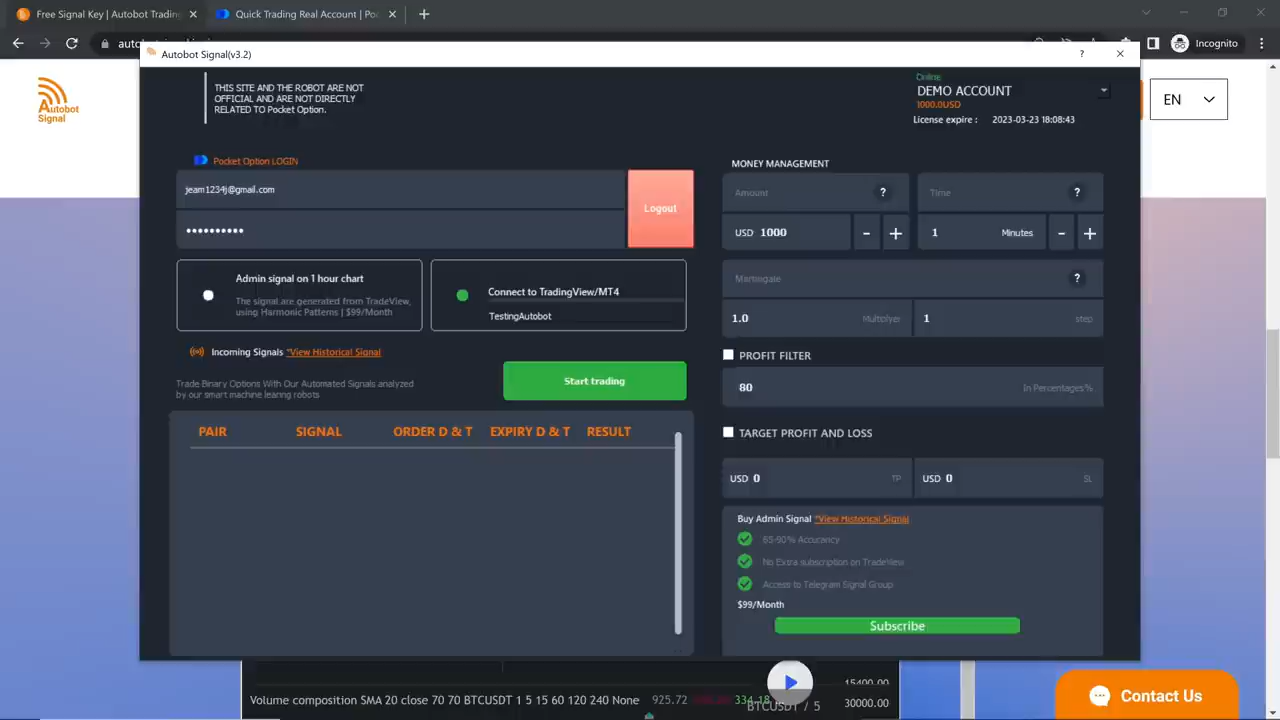 Free Signal Key | Autobot Trading
Quick Trading Real Account | Po
Incognito
Autobot Signal(v3.2)
Autobot
Signal
EN
THIS SITE AND THE ROBOT ARE NOT
OFFICIAL AND ARE NOT DIRECTLY
RELATED TO Pocket Option.
Online
DEMO ACCOUNT
1000.0USD
License expire : 2023-03-23 18:08:43
Pocket Option LOGIN
jeam1234j@gmail.com
Logout
MONEY MANAGEMENT
Amount ?
Time ?
USD 1000 - +
1 Minutes - +
Admin signal on 1 hour chart
The signal are generated from TradeView,
using Harmonic Patterns | $99/Month
Connect to TradingView/MT4
TestingAutobot
Martingale ?
1.0 Multiplyer
1 step
Incoming Signals *View Historical Signal
Trade Binary Options With Our Automated Signals analyzed
by our smart machine learing robots
Start trading
PROFIT FILTER
80 In Percentages%
TARGET PROFIT AND LOSS
USD 0 TP
USD 0 SL
PAIR SIGNAL ORDER D & T EXPIRY D & T RESULT
Buy Admin Signal *View Historical Signal
65-90% Accurancy
No Extra subscription on TradeView
Access to Telegram Signal Group
$99/Month
Subscribe
Volume composition SMA 20 close 70 70 BTCUSDT 1 5 15 60 120 240 None 925.72 334.18
BTCUSDT / 5
15400.00
30000.00
Contact Us